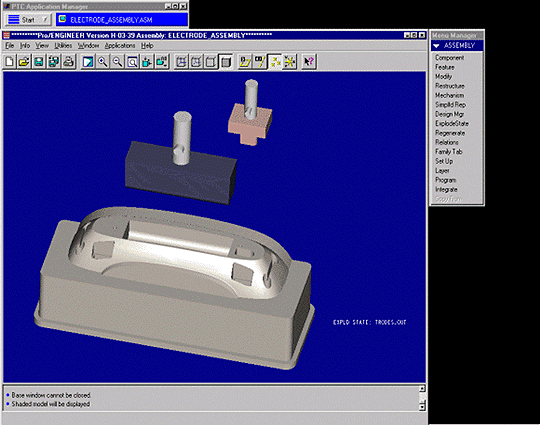 PTC Application Manager
Start
ELECTRODE_ASSEMBLY.ASM
**********Pro/ENGINEER Version H-03-39 Assembly: ELECTRODE_ASSEMBLY**********
File Info View Utilities Window Applications Help
Menu Manager
ASSEMBLY
Component
Feature
Modify
Restructure
Mechanism
Simplfd Rep
Design Mgr
ExplodeState
Regenerate
Relations
Family Tab
Set Up
Layer
Program
Integrate
Copy From
EXPLD STATE: TRODES_OUT
Base window cannot be closed.
Shaded model will be displayed